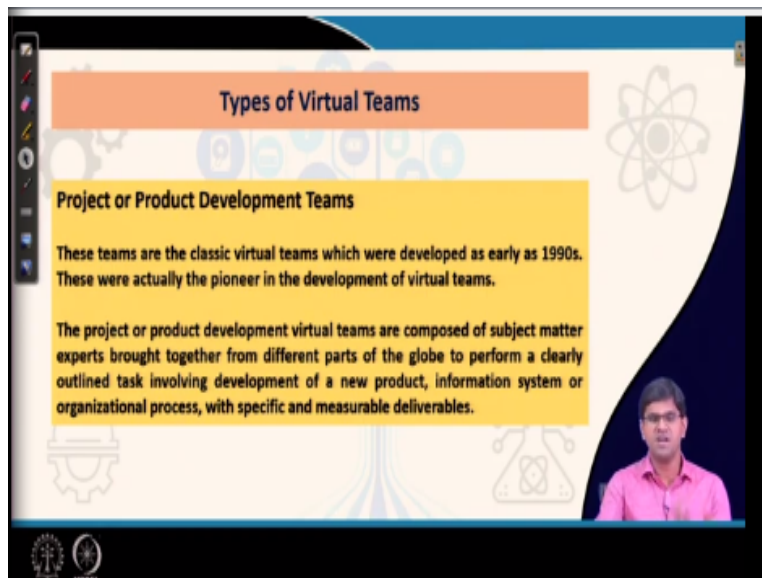 Types of Virtual Teams
Project or Product Development Teams
These teams are the classic virtual teams which were developed as early as 1990s.
These were actually the pioneer in the development of virtual teams.
The project or product development virtual teams are composed of subject matter
experts brought together from different parts of the globe to perform a clearly
outlined task involving development of a new product, information system or
organizational process, with specific and measurable deliverables.